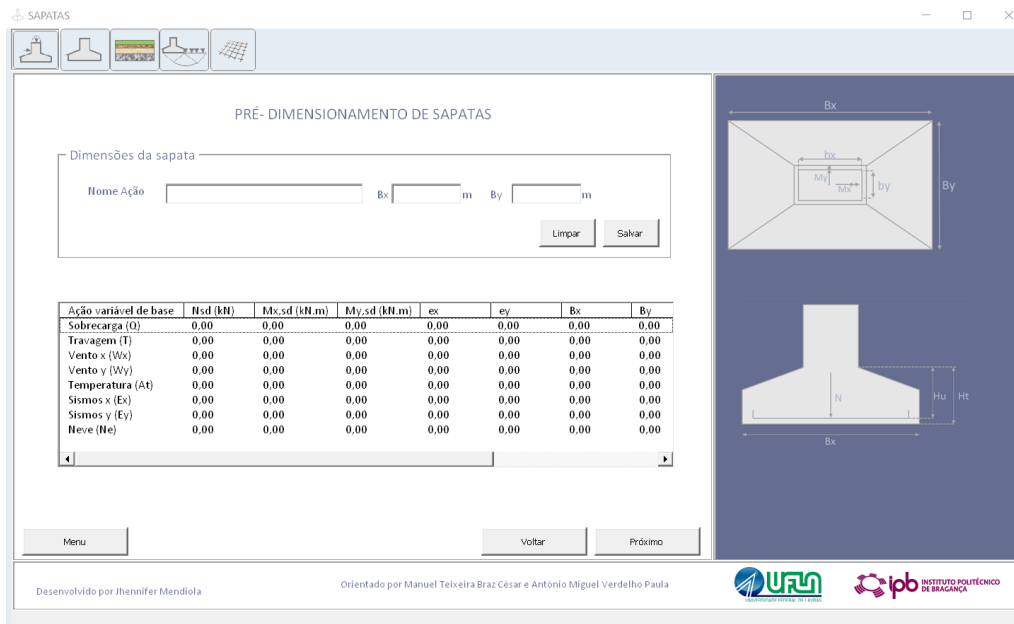 SAPATAS
PRÉ- DIMENSIONAMENTO DE SAPATAS
Dimensões da sapata
Nome Ação Bx m By m
Limpar Salvar
Ação variável de base Nsd (kN) Mx,sd (kN.m) My,sd (kN.m) ex ey Bx By
Sobrecarga (Q) 0,00 0,00 0,00 0,00 0,00 0,00 0,00
Travagem (T) 0,00 0,00 0,00 0,00 0,00 0,00 0,00
Vento x (Wx) 0,00 0,00 0,00 0,00 0,00 0,00 0,00
Vento y (Wy) 0,00 0,00 0,00 0,00 0,00 0,00 0,00
Temperatura (At) 0,00 0,00 0,00 0,00 0,00 0,00 0,00
Sismos x (Ex) 0,00 0,00 0,00 0,00 0,00 0,00 0,00
Sismos y (Ey) 0,00 0,00 0,00 0,00 0,00 0,00 0,00
Neve (Ne) 0,00 0,00 0,00 0,00 0,00 0,00 0,00
Menu Voltar Próximo
Bx
bx
My
Mx
by
By
N
Hu
Ht
Bx
Desenvolvido por Jhennifer Mendiola
Orientado por Manuel Teixeira Braz Cèsar e Antònio Miguel Verdelho Paula
UFLA
UNIVERSIDADE FEDERAL DE LAVRAS
ipb INSTITUTO POLITÉCNICO
DE BRAGANÇA